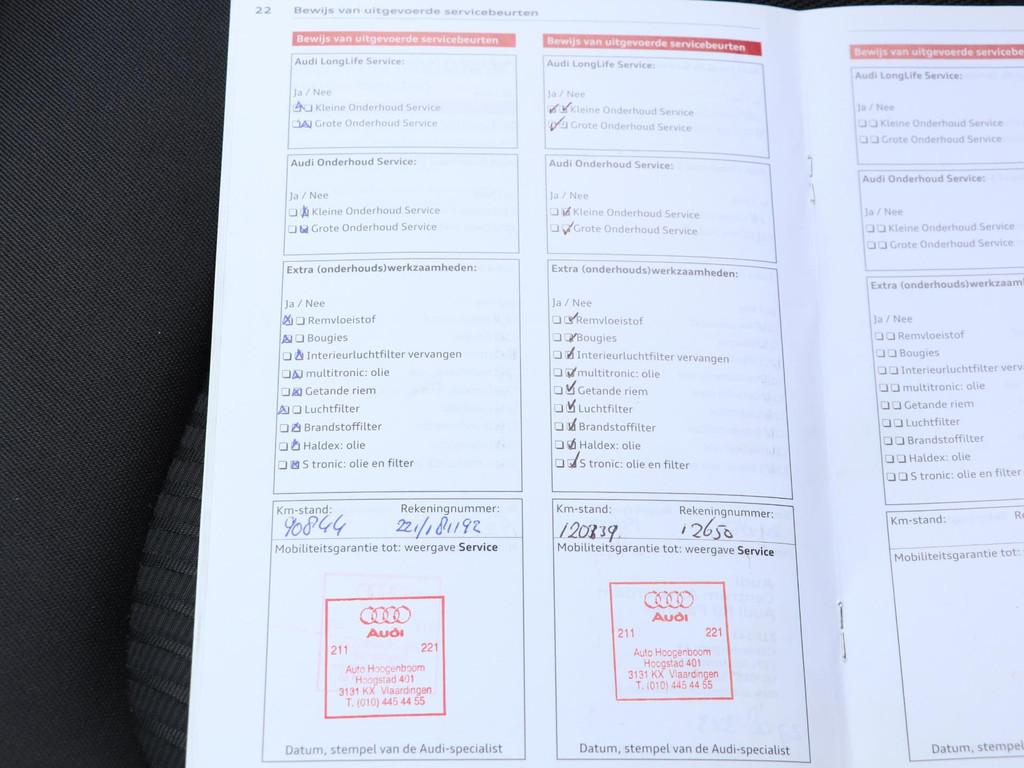 22 Bewijs van uitgevoerde servicebeurten
Bewijs van uitgevoerde servicebeurten
Audi LongLife Service:
Ja / Nee
Kleine Onderhoud Service
Grote Onderhoud Service
Audi Onderhoud Service:
Ja / Nee
Kleine Onderhoud Service
Grote Onderhoud Service
Extra (onderhouds)werkzaamheden:
Ja / Nee
Remvloeistof
Bougies
Interieurluchtfilter vervangen
multitronic: olie
Getande riem
Luchtfilter
Brandstoffilter
Haldex: olie
S tronic: olie en filter
Km-stand: Rekeningnummer:
90844 221/181192
Mobiliteitsgarantie tot: weergave Service
Audi
211 221
Auto Hoogenboom
Hoogstad 401
3131 KX Vlaardingen
T. (010) 445 44 55
Datum, stempel van de Audi-specialist
Bewijs van uitgevoerde servicebeurten
Audi LongLife Service:
Ja / Nee
Kleine Onderhoud Service
Grote Onderhoud Service
Audi Onderhoud Service:
Ja / Nee
Kleine Onderhoud Service
Grote Onderhoud Service
Extra (onderhouds)werkzaamheden:
Ja / Nee
Remvloeistof
Bougies
Interieurluchtfilter vervangen
multitronic: olie
Getande riem
Luchtfilter
Brandstoffilter
Haldex: olie
S tronic: olie en filter
Km-stand: Rekeningnummer:
120839 12650
Mobiliteitsgarantie tot: weergave Service
Audi
211 221
Auto Hoogenboom
Hoogstad 401
3131 KX Vlaardingen
T. (010) 445 44 55
Datum, stempel van de Audi-specialist
Bewijs van uitgevoerde servicebe
Audi LongLife Service:
Ja / Nee
Kleine Onderhoud Service
Grote Onderhoud Service
Audi Onderhoud Service:
Ja / Nee
Kleine Onderhoud Service
Grote Onderhoud Service
Extra (onderhouds)werkzaam
Ja / Nee
Remvloeistof
Bougies
Interieurluchtfilter verva
multitronic: olie
Getande riem
Luchtfilter
Brandstoffilter
Haldex: olie
S tronic: olie en filter
Km-stand: Re
Mobiliteitsgarantie tot:
Datum, stempe